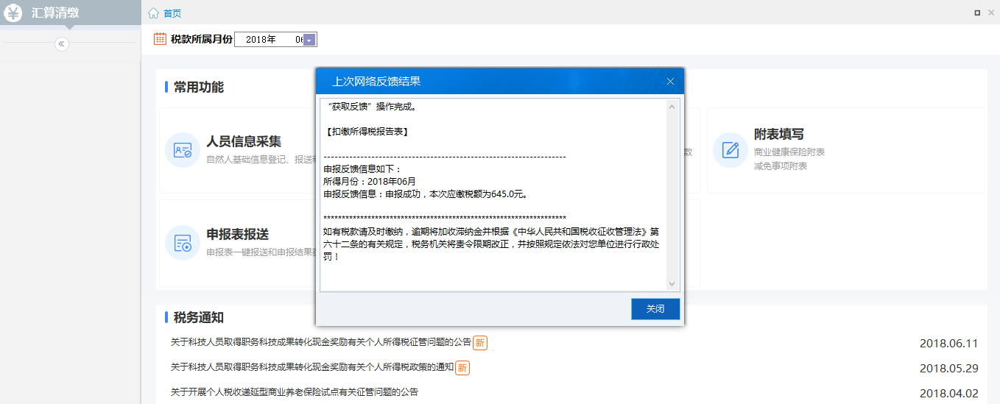 汇算清缴
首页
税款所属月份 2018年 06
常用功能
上次网络反馈结果
“获取反馈”操作完成。
【扣缴所得税报告表】
------------------------------------------------------------------
申报反馈信息如下：
所得月份：2018年06月
申报反馈信息：申报成功，本次应缴税额为645.0元。
******************************************************************
如有税款请及时缴纳，逾期将加收滞纳金并根据《中华人民共和国税收征收管理法》第
六十二条的有关规定，税务机关将责令限期改正，并按照规定依法对您单位进行行政处
罚！
关闭
人员信息采集
自然人基础信息登记、报送
数
附表填写
商业健康保险附表
减免事项附表
申报表报送
申报表一键报送和申报结果
税务通知
关于科技人员取得职务科技成果转化现金奖励有关个人所得税征管问题的公告 新 2018.06.11
关于科技人员取得职务科技成果转化现金奖励有关个人所得税政策的通知 新 2018.05.29
关于开展个人税收递延型商业养老保险试点有关征管问题的公告 2018.04.02